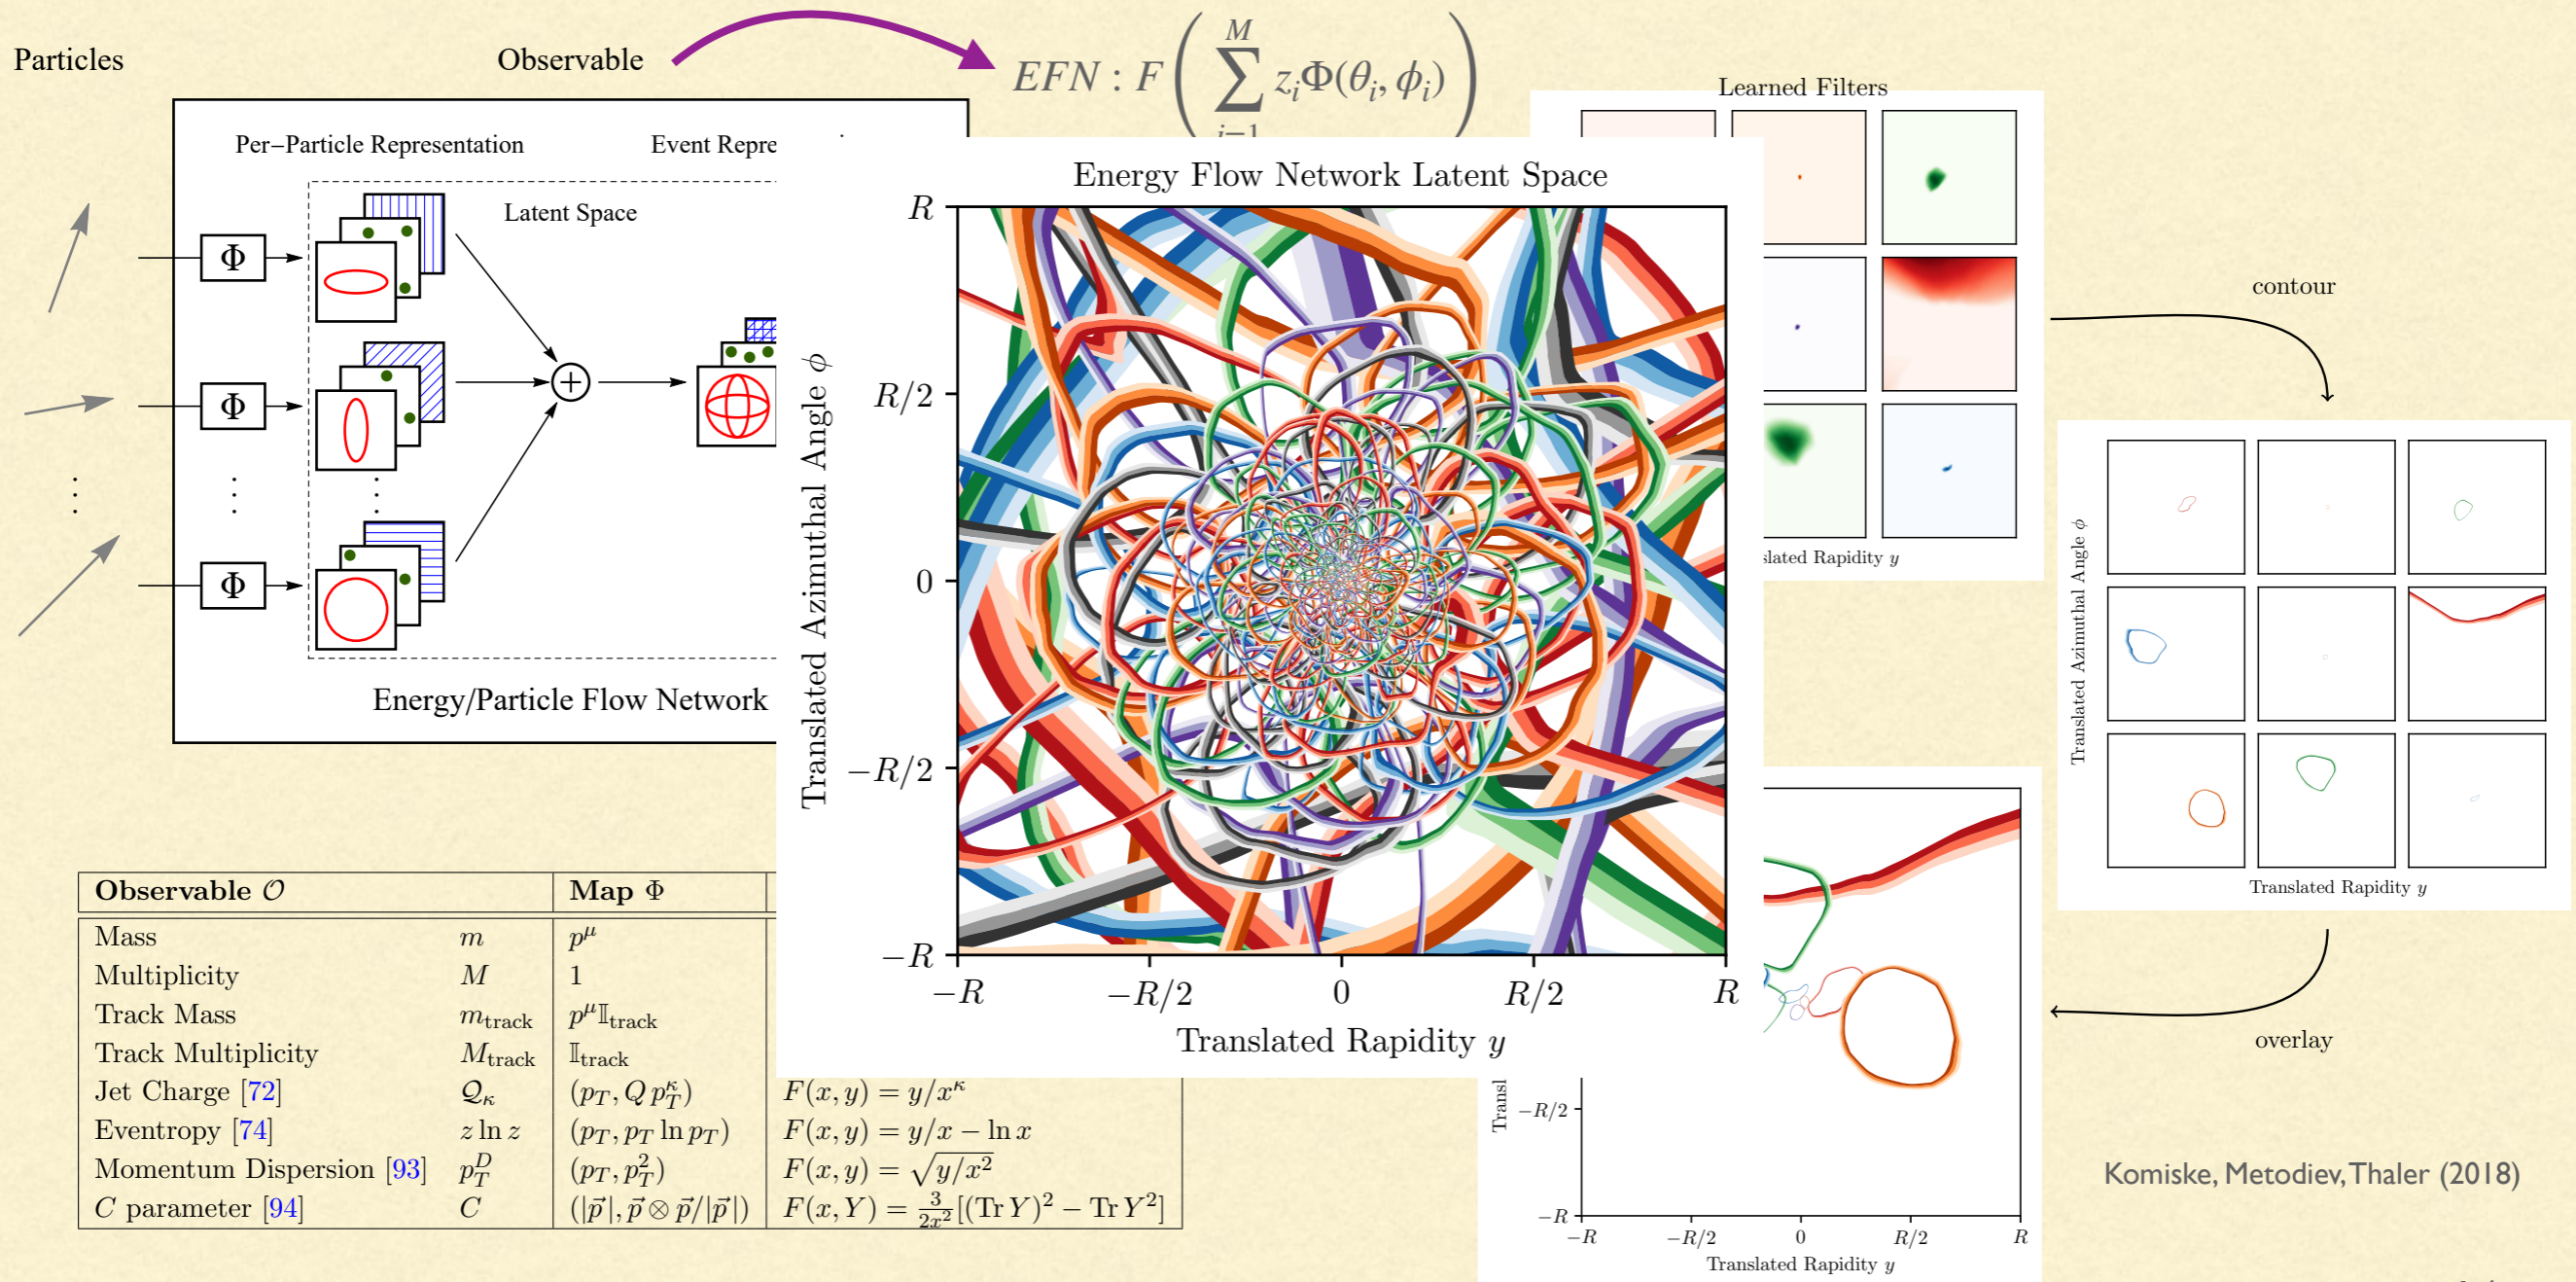 Particles
Observable
EFN : F ( ∑ z_i Φ(θ_i, ϕ_i) )
M
i=1
Per−Particle Representation
Event Repre
Latent Space
Φ
Φ
Φ
Energy/Particle Flow Network
Energy Flow Network Latent Space
Translated Azimuthal Angle ϕ
R
R/2
0
−R/2
−R
−R −R/2 0 R/2 R
Translated Rapidity y
Learned Filters
slated Rapidity y
contour
Translated Azimuthal Angle ϕ
Translated Rapidity y
overlay
Observable 𝒪 Map Φ
Mass m p^μ
Multiplicity M 1
Track Mass m_track p^μ 𝕀_track
Track Multiplicity M_track 𝕀_track
Jet Charge [72] 𝒬_κ (p_T, Q p_T^κ) F(x, y) = y/x^κ
Eventropy [74] z ln z (p_T, p_T ln p_T) F(x, y) = y/x − ln x
Momentum Dispersion [93] p_T^D (p_T, p_T^2) F(x, y) = √(y/x^2)
C parameter [94] C (|p⃗|, p⃗ ⊗ p⃗/|p⃗|) F(x, Y) = 3/(2x^2) [(Tr Y)^2 − Tr Y^2]
Transl
−R/2
−R
−R −R/2 0 R/2 R
Translated Rapidity y
Komiske, Metodiev, Thaler (2018)